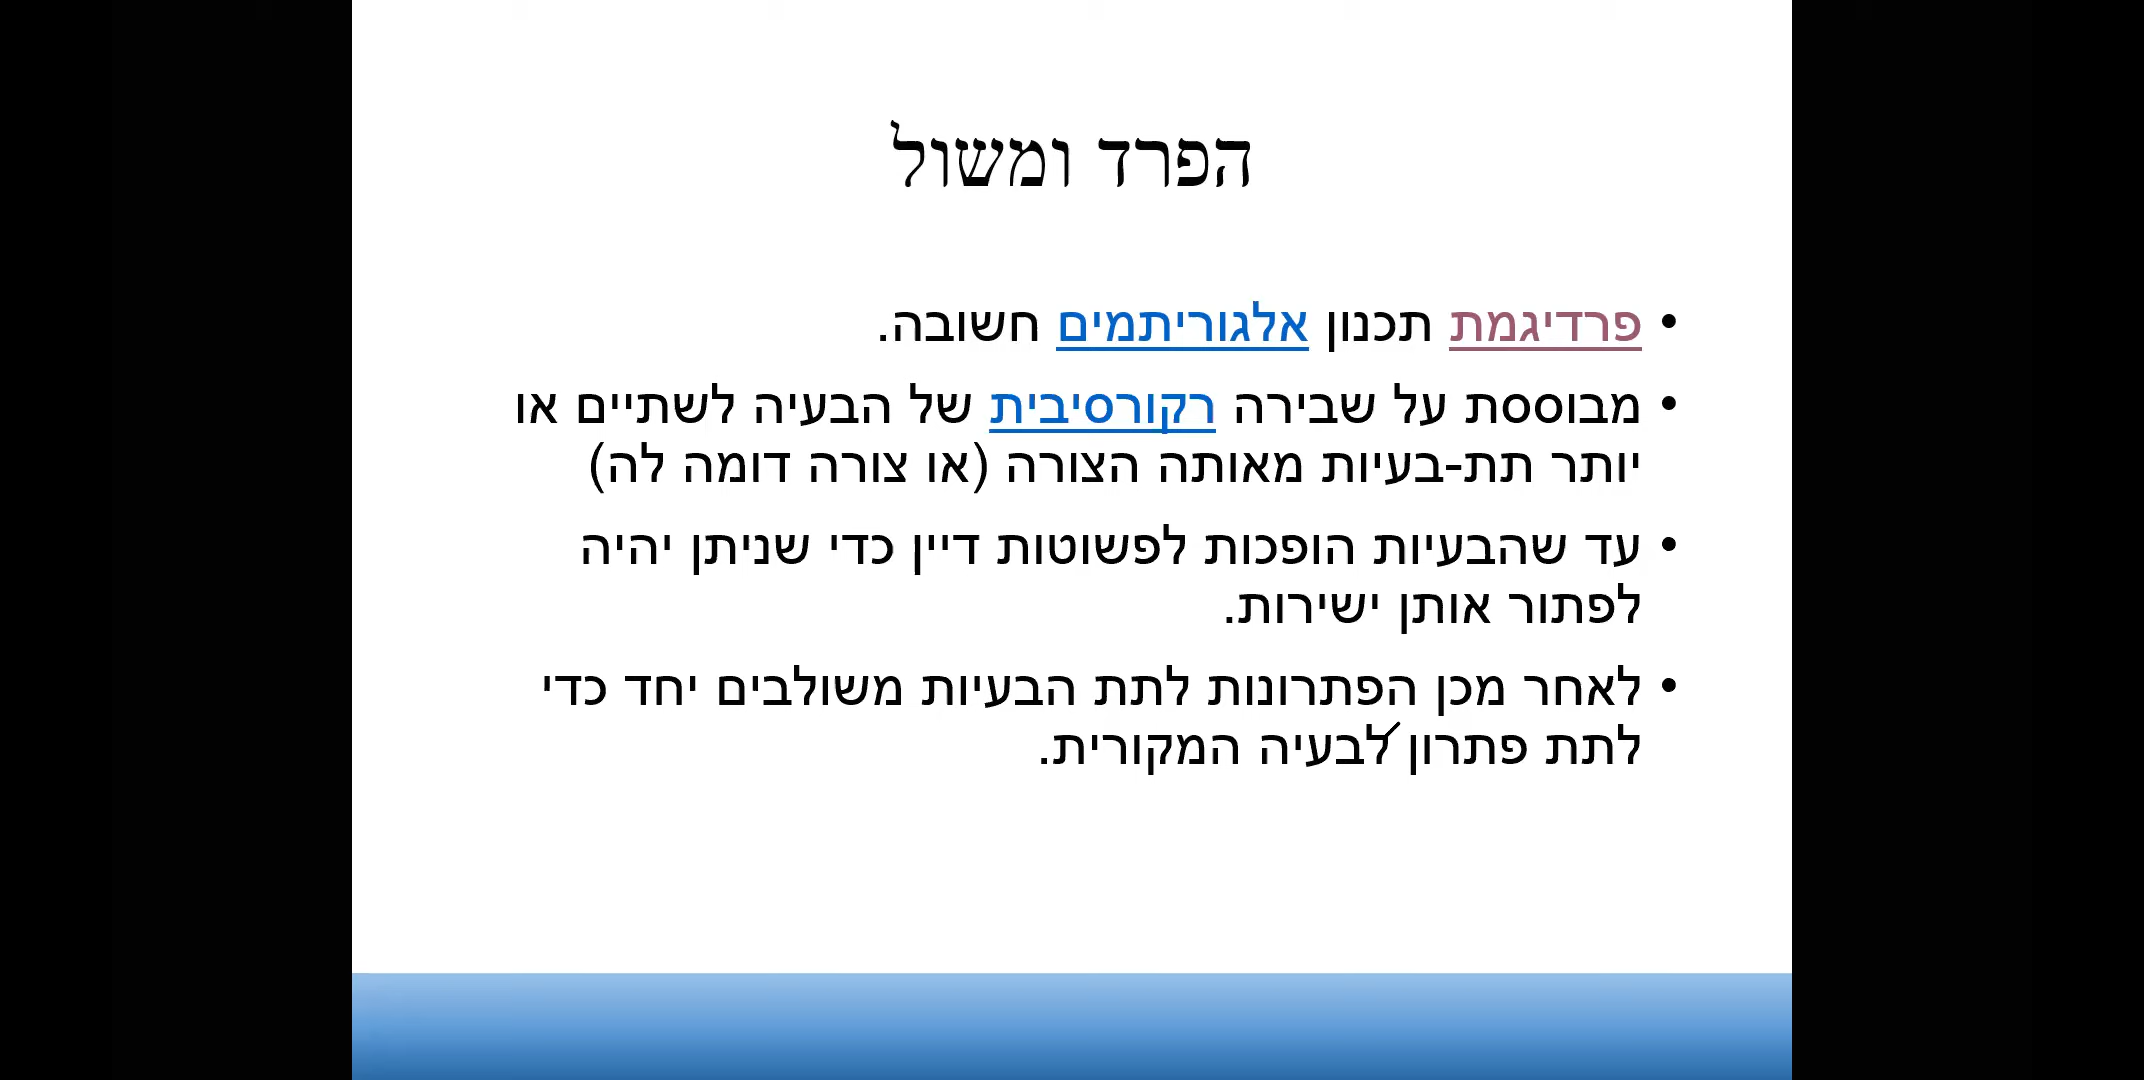 הפרד ומשול
• פרדיגמת תכנון אלגוריתמים חשובה.
• מבוססת על שבירה רקורסיבית של הבעיה לשתיים או
יותר תת-בעיות מאותה הצורה (או צורה דומה לה)
• עד שהבעיות הופכות לפשוטות דיין כדי שניתן יהיה
לפתור אותן ישירות.
• לאחר מכן הפתרונות לתת הבעיות משולבים יחד כדי
לתת פתרון לבעיה המקורית.